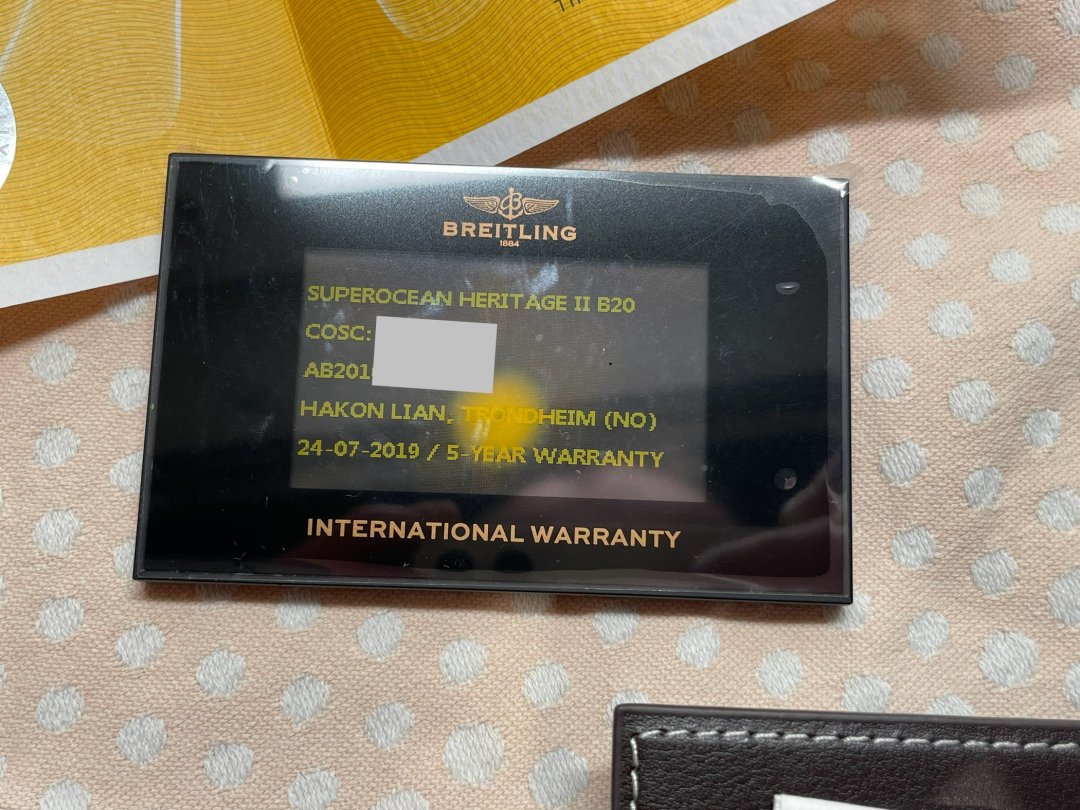 BREITLING
1884
SUPEROCEAN HERITAGE II B20
COSC:
AB201
HAKON LIAN, TRONDHEIM (NO)
24-07-2019 / 5-YEAR WARRANTY
INTERNATIONAL WARRANTY